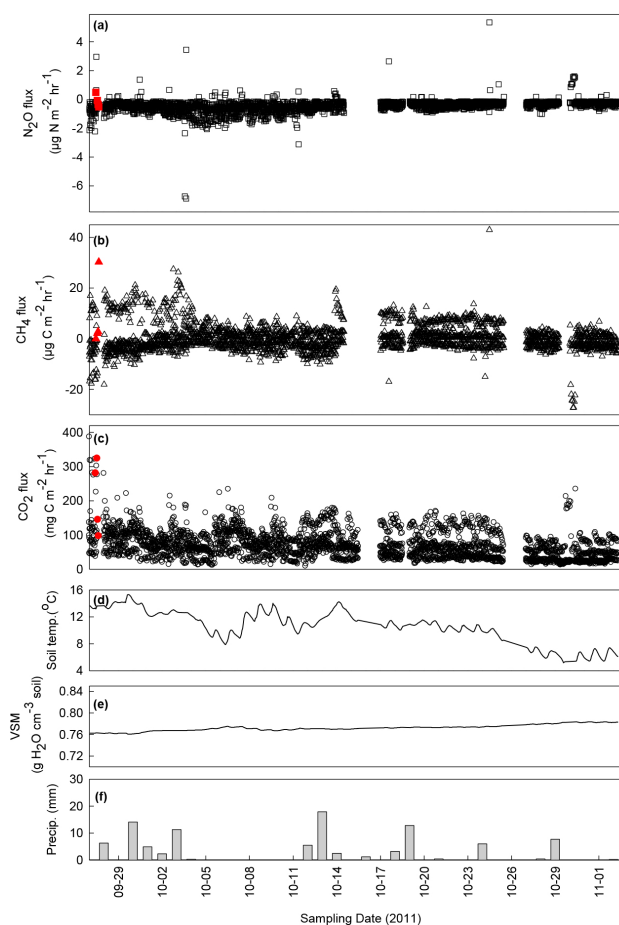 (a)
4
2
0
-2
-4
-6
N2O flux
(µg N m-2 hr-1)
(b)
40
20
0
-20
CH4 flux
(µg C m-2 hr-1)
(c)
400
300
200
100
0
CO2 flux
(mg C m-2 hr-1)
(d)
16
12
8
4
Soil temp.(oC)
(e)
0.84
0.80
0.76
0.72
VSM
(g H2O cm-3 soil)
(f)
30
20
10
0
Precip. (mm)
09-29
10-02
10-05
10-08
10-11
10-14
10-17
10-20
10-26
10-29
11-01
Sampling Date (2011)